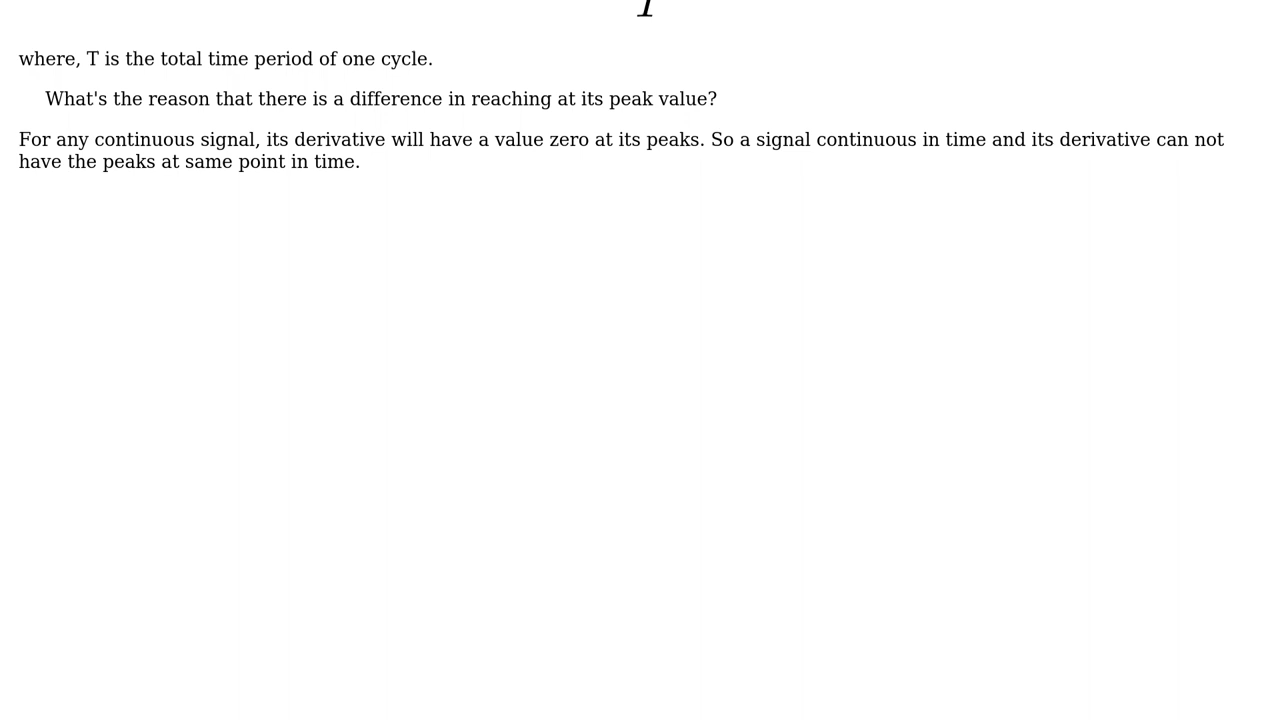 where, T is the total time period of one cycle.
What's the reason that there is a difference in reaching at its peak value?
For any continuous signal, its derivative will have a value zero at its peaks. So a signal continuous in time and its derivative can not
have the peaks at same point in time.